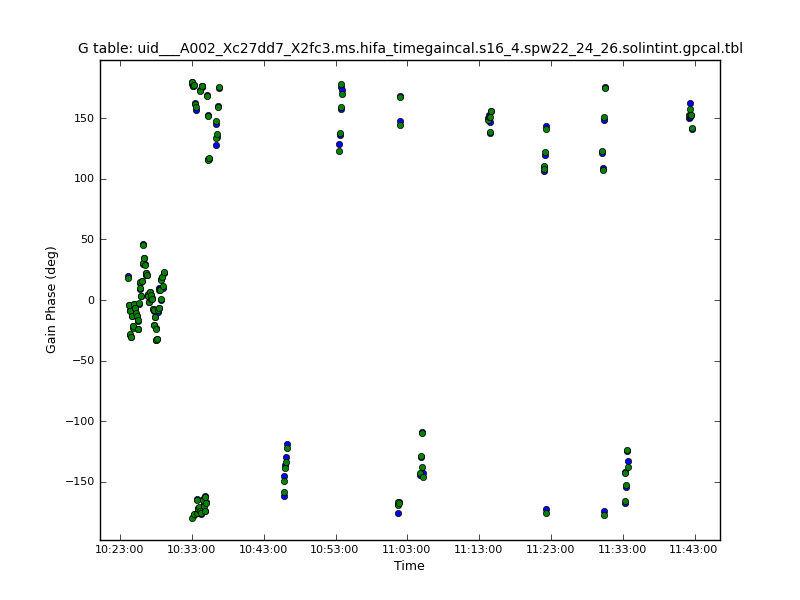 G table: uid___A002_Xc27dd7_X2fc3.ms.hifa_timegaincal.s16_4.spw22_24_26.solintint.gpcal.tbl
150
100
50
0
−50
−100
−150
Gain Phase (deg)
10:23:00 10:33:00 10:43:00 10:53:00 11:03:00 11:13:00 11:23:00 11:33:00 11:43:00
Time